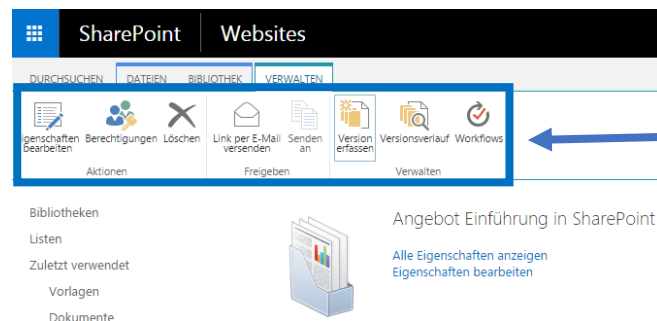 SharePoint Websites
DURCHSUCHEN DATEIEN BIBLIOTHEK VERWALTEN
bearbeiten Berechtigungen Löschen Link per E-Mail versenden Senden an Version erfassen Versionsverlauf Workflows
Aktionen Freigeben Verwalten
Bibliotheken
Angebot Einführung in SharePoint
Listen
Alle Eigenschaften anzeigen
Zuletzt verwendet
Eigenschaften bearbeiten
Vorlagen
Dokumente